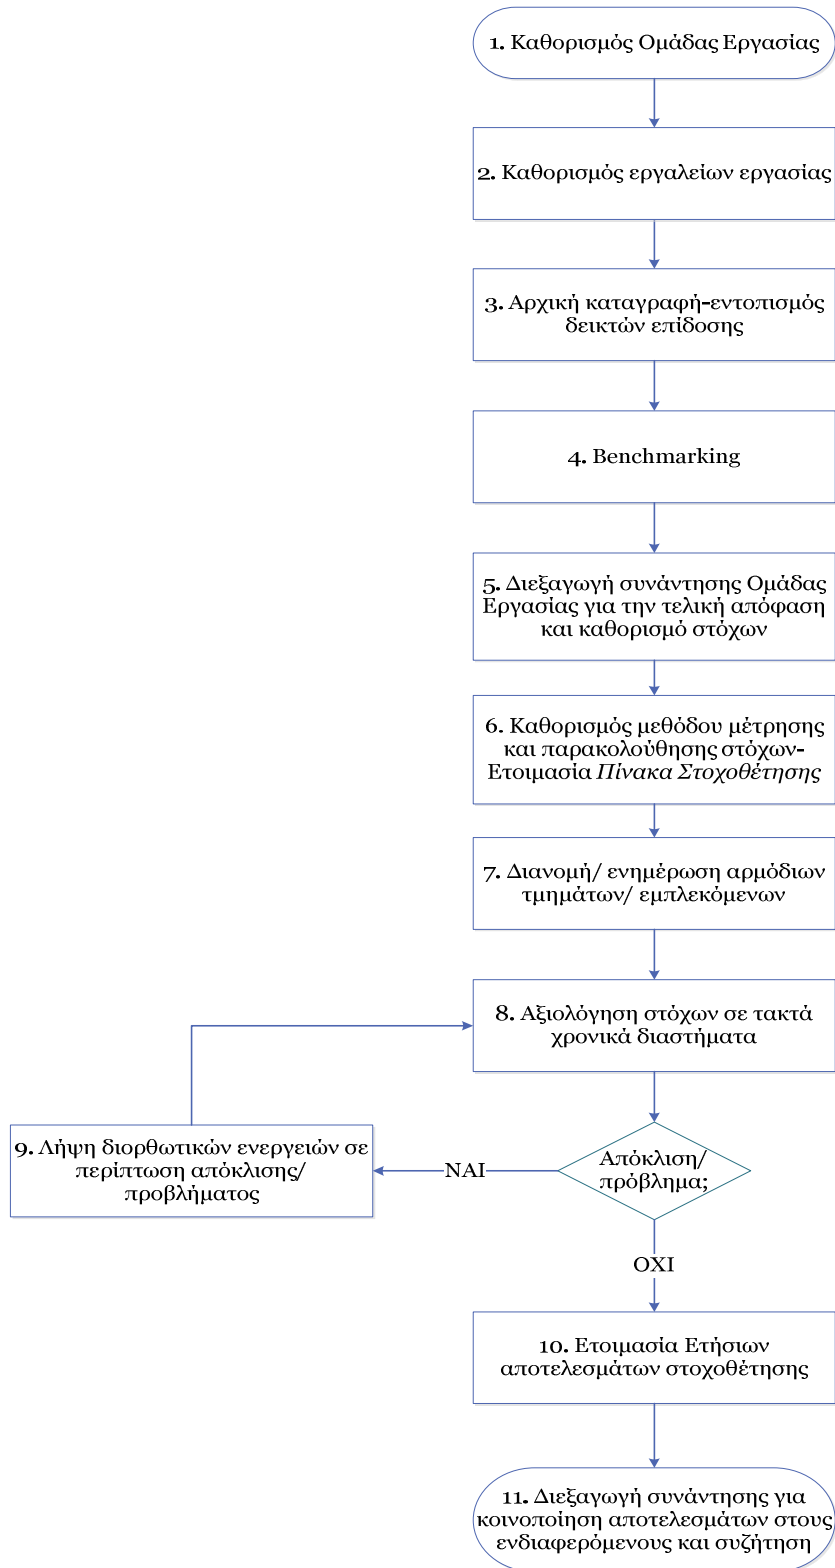 1. Καθορισμός Ομάδας Εργασίας
2. Καθορισμός εργαλείων εργασίας
3. Αρχική καταγραφή-εντοπισμός
δεικτών επίδοσης
4. Benchmarking
5. Διεξαγωγή συνάντησης Ομάδας
Εργασίας για την τελική απόφαση
και καθορισμό στόχων
6. Καθορισμός μεθόδου μέτρησης
και παρακολούθησης στόχων-
Ετοιμασία Πίνακα Στοχοθέτησης
7. Διανομή/ ενημέρωση αρμόδιων
τμημάτων/ εμπλεκόμενων
8. Αξιολόγηση στόχων σε τακτά
χρονικά διαστήματα
Απόκλιση/
πρόβλημα;
ΝΑΙ
9. Λήψη διορθωτικών ενεργειών σε
περίπτωση απόκλισης/
προβλήματος
ΟΧΙ
10. Ετοιμασία Ετήσιων
αποτελεσμάτων στοχοθέτησης
11. Διεξαγωγή συνάντησης για
κοινοποίηση αποτελεσμάτων στους
ενδιαφερόμενους και συζήτηση